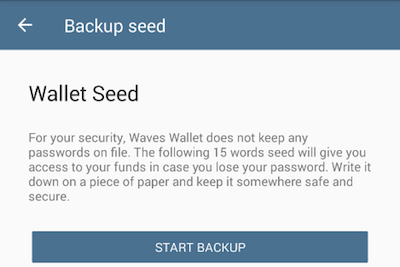 Backup seed
Wallet Seed
For your security, Waves Wallet does not keep any
passwords on file. The following 15 words seed will give you
access to your funds in case you lose your password. Write it
down on a piece of paper and keep it somewhere safe and
secure.
START BACKUP